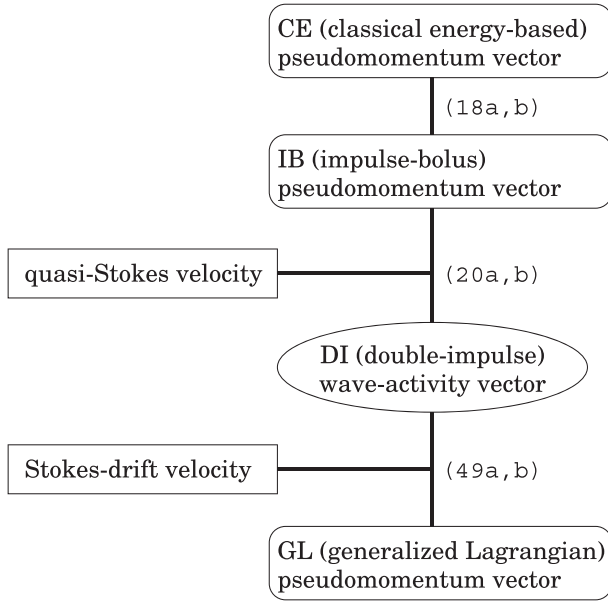 CE (classical energy-based)
pseudomomentum vector
(18a,b)
IB (impulse-bolus)
pseudomomentum vector
quasi-Stokes velocity
(20a,b)
DI (double-impulse)
wave-activity vector
Stokes-drift velocity
(49a,b)
GL (generalized Lagrangian)
pseudomomentum vector